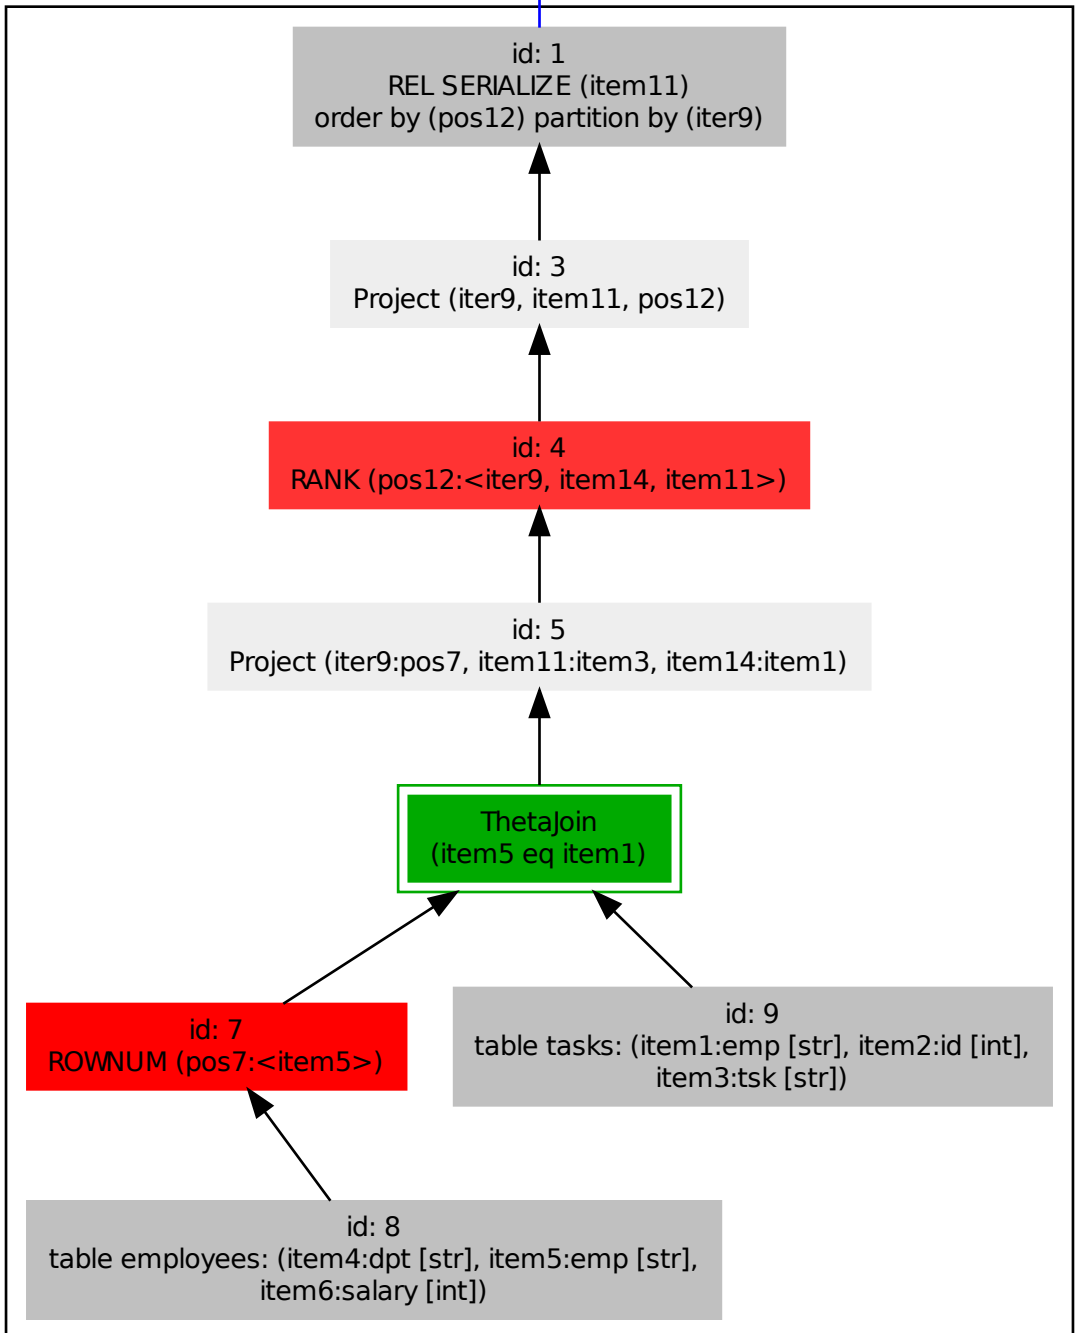 id: 1
REL SERIALIZE (item11)
order by (pos12) partition by (iter9)
id: 3
Project (iter9, item11, pos12)
id: 4
RANK (pos12:<iter9, item14, item11>)
id: 5
Project (iter9:pos7, item11:item3, item14:item1)
ThetaJoin
(item5 eq item1)
id: 7
ROWNUM (pos7:<item5>)
id: 9
table tasks: (item1:emp [str], item2:id [int],
item3:tsk [str])
id: 8
table employees: (item4:dpt [str], item5:emp [str],
item6:salary [int])